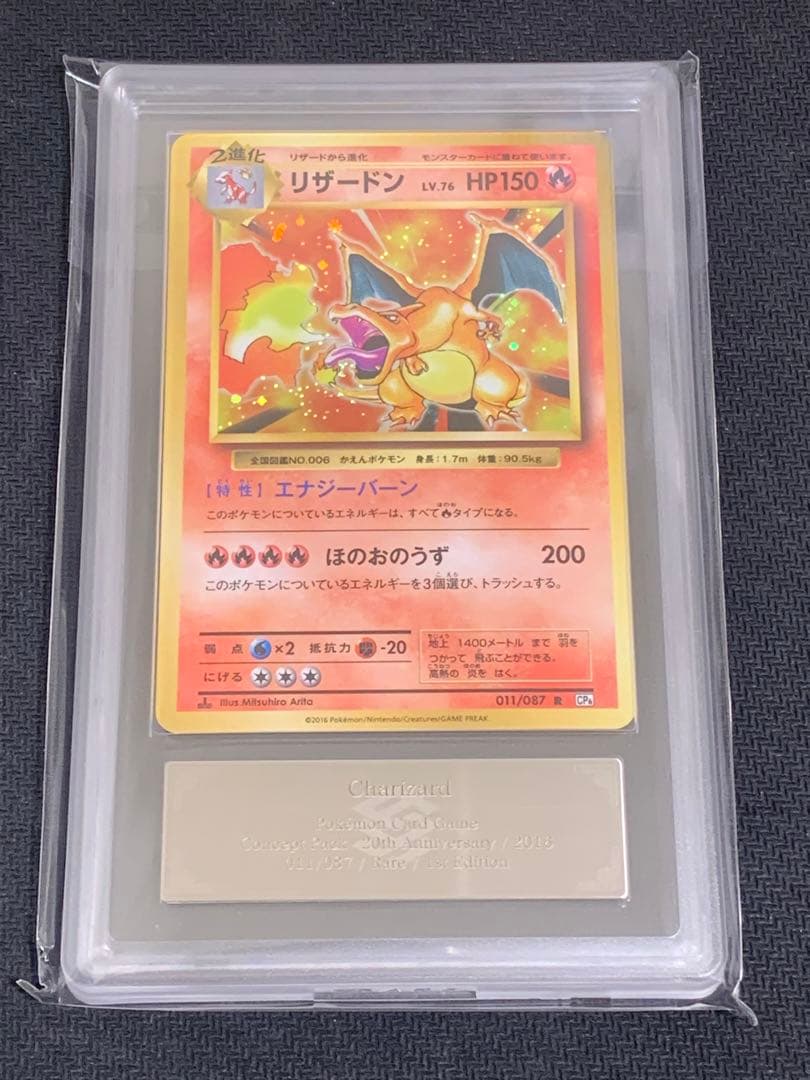 2進化
リザードから進化
モンスターカードに重ねて使います。
リザードン LV.76 HP150
全国図鑑NO.006 かえんポケモン 身長:1.7m 体重:90.5kg
[特性] エナジーバーン
このポケモンについているエネルギーは、すべてタイプになる。
ほのおのうず 200
このポケモンについているエネルギーを3個選び、トラッシュする。
弱点 ×2 抵抗力 -20
にげる
地上 1400メートル まで 羽を
つかって 飛ぶことができる。
高熱の 炎を はく。
Illus. Mitsuhiro Arita
011/087 R CP6
©2016 Pokémon/Nintendo/Creatures/GAME FREAK
Charizard
Pokémon Card Game
Concept Pack - 20th Anniversary / 2016
011/087 / Rare / 1st Edition